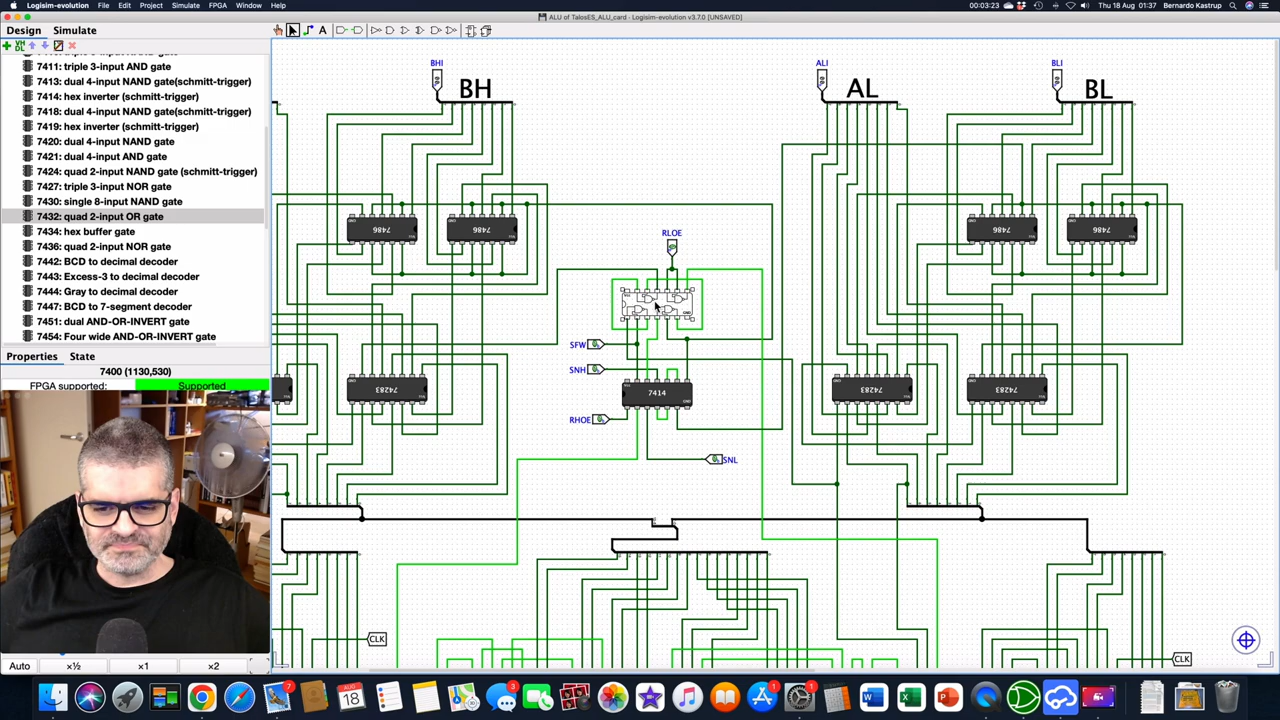 Logisim-evolution File Edit Project Simulate FPGA Window Help
00:03:23 Thu 18 Aug 01:37 Bernardo Kastrup
ALU of TalosES_ALU_card · Logisim-evolution v3.7.0 [UNSAVED]
Design Simulate
A
7411: triple 3-input AND gate
7413: dual 4-input NAND gate(schmitt-trigger)
7414: hex inverter (schmitt-trigger)
7418: dual 4-input NAND gate(schmitt-trigger)
7419: hex inverter (schmitt-trigger)
7420: dual 4-input NAND gate
7421: dual 4-input AND gate
7424: quad 2-input NAND gate (schmitt-trigger)
7427: triple 3-input NOR gate
7430: single 8-input NAND gate
7432: quad 2-input OR gate
7434: hex buffer gate
7436: quad 2-input NOR gate
7442: BCD to decimal decoder
7443: Excess-3 to decimal decoder
7444: Gray to decimal decoder
7447: BCD to 7-segment decoder
7451: dual AND-OR-INVERT gate
7454: Four wide AND-OR-INVERT gate
Properties State
7400 (1130,530)
FPGA supported: Supported
Auto x½ x1 x2
BHI
BH
ALI
AL
BLI
BL
7486
7486
7486
7486
RLOE
SFW
SNH
7414
RHOE
SNL
74283
74283
74283
CLK
CLK